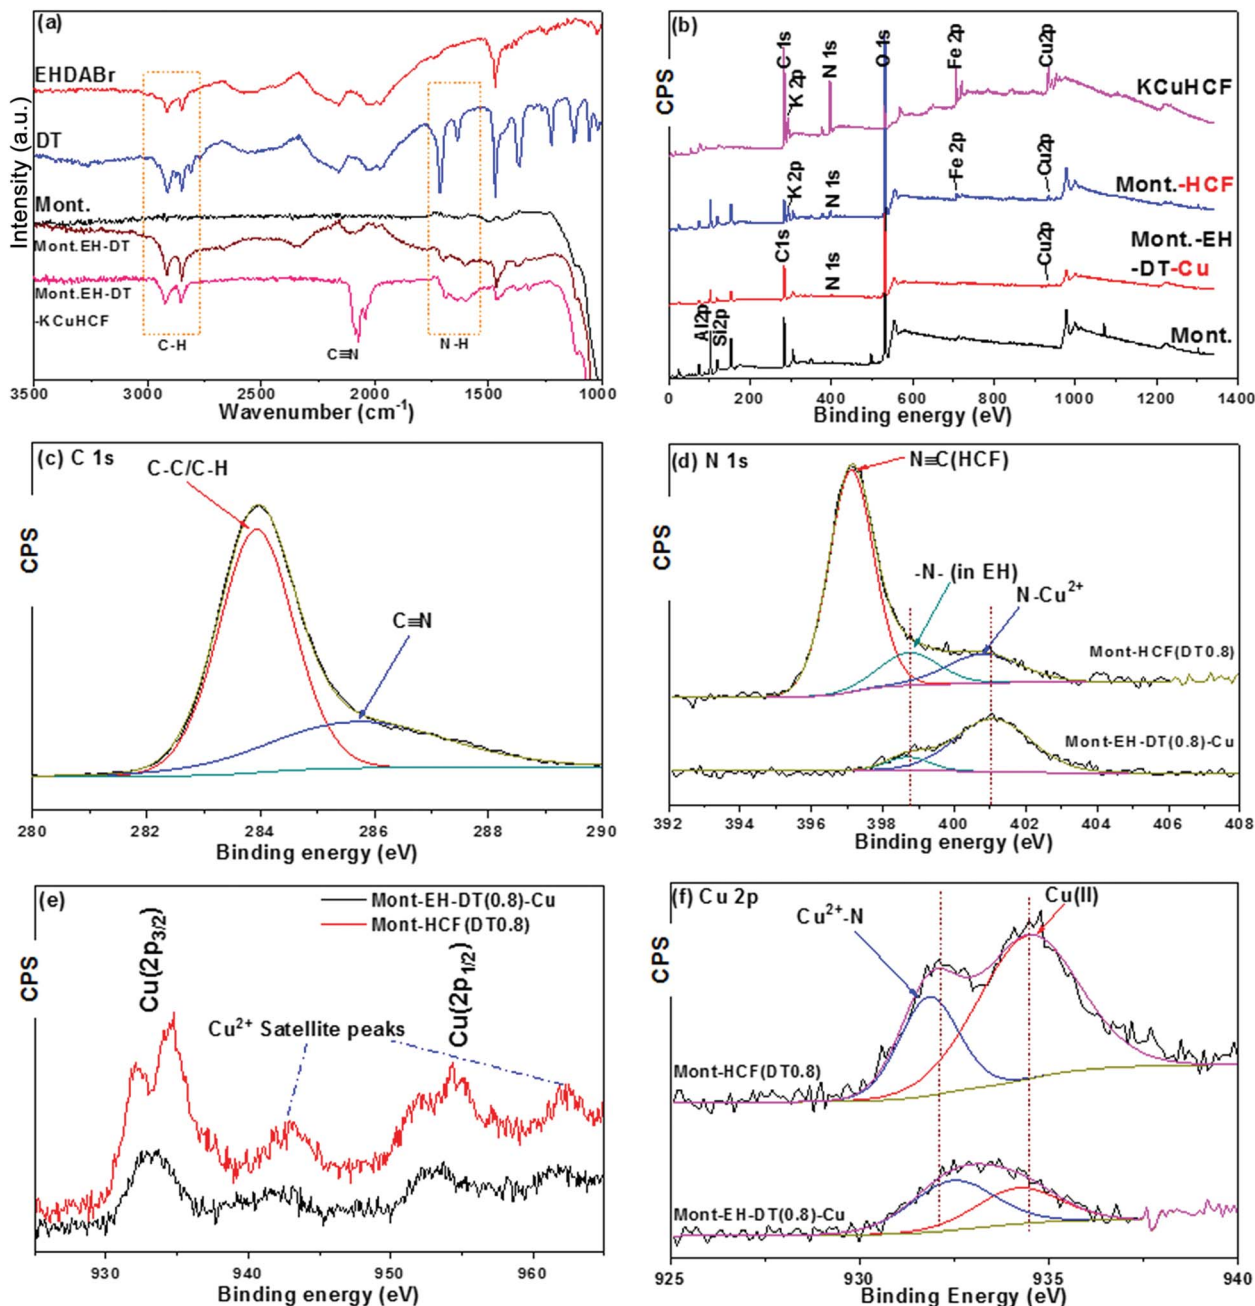 (a)
EHDABr
DT
Mont.
Mont.EH-DT
Mont.EH-DT
-KCuHCF
C-H
C≡N
N-H
Intensity (a.u.)
3500 3000 2500 2000 1500 1000
Wavenumber (cm⁻¹)
(b)
C 1s
K 2p
N 1s
O 1s
Fe 2p
Cu2p
KCuHCF
K 2p
N 1s
Fe 2p
Cu2p
Mont.-HCF
C1s
N 1s
Cu2p
Mont.-EH
-DT-Cu
Al2p
Si2p
Mont.
CPS
0 200 400 600 800 1000 1200 1400
Binding energy (eV)
(c) C 1s
C-C/C-H
C≡N
CPS
280 282 284 286 288 290
Binding energy (eV)
(d) N 1s
N≡C(HCF)
-N- (in EH)
N-Cu²⁺
Mont-HCF(DT0.8)
Mont-EH-DT(0.8)-Cu
CPS
392 394 396 398 400 402 404 406 408
Binding energy (eV)
(e)
Mont-EH-DT(0.8)-Cu
Mont-HCF(DT0.8)
Cu(2p3/2)
Cu(2p1/2)
Cu²⁺ Satellite peaks
CPS
930 940 950 960
Binding energy (eV)
(f) Cu 2p
Cu²⁺-N
Cu(II)
Mont-HCF(DT0.8)
Mont-EH-DT(0.8)-Cu
CPS
925 930 935 940
Binding Energy (eV)